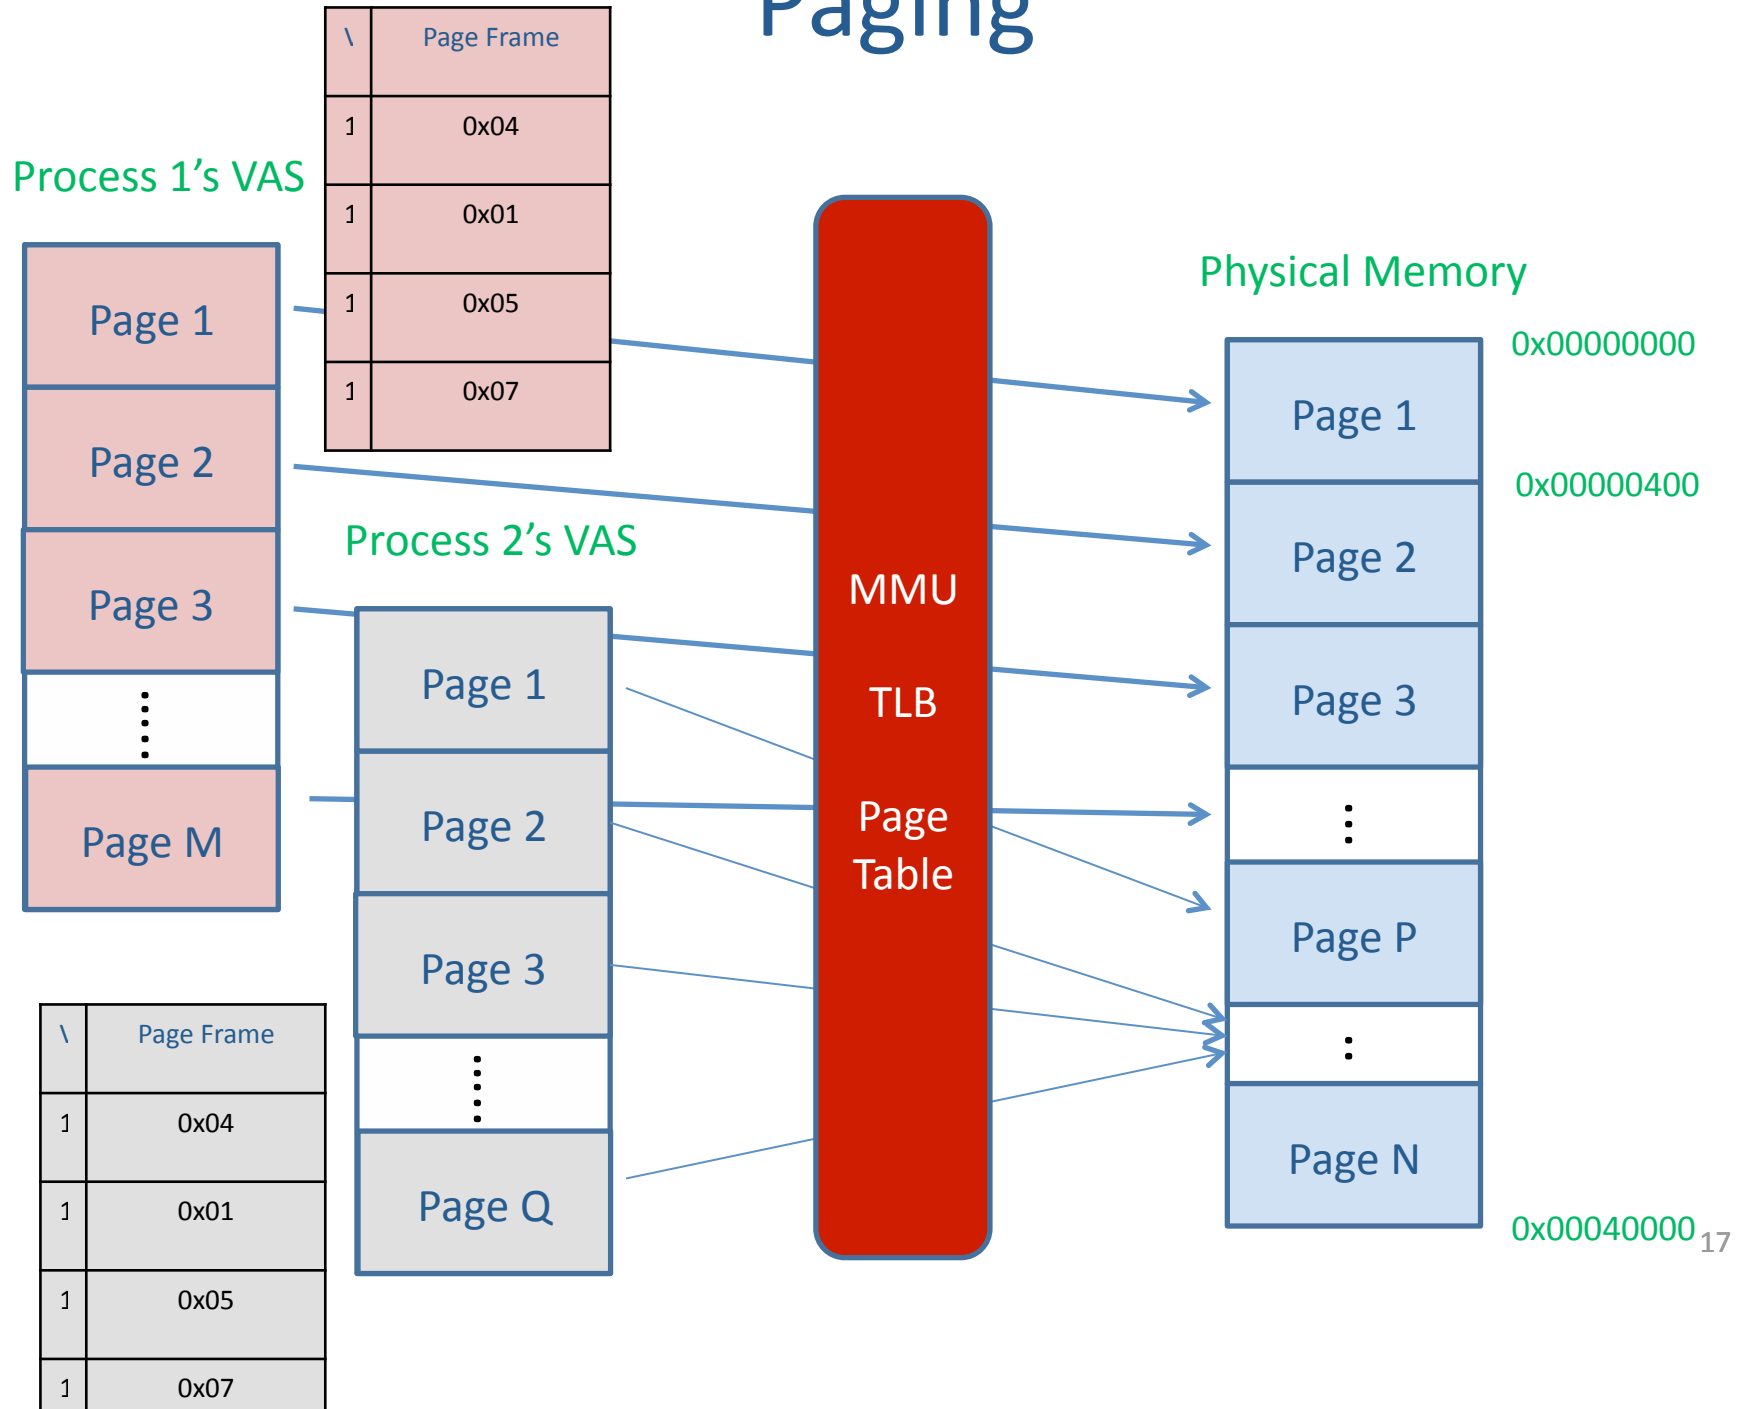 Paging
\ Page Frame
1 0x04
1 0x01
1 0x05
1 0x07
Process 1's VAS
Page 1
Page 2
Page 3
Page M
Process 2's VAS
Page 1
Page 2
Page 3
Page Q
\ Page Frame
1 0x04
1 0x01
1 0x05
1 0x07
MMU
TLB
Page
Table
Physical Memory
0x00000000
Page 1
0x00000400
Page 2
Page 3
Page P
Page N
0x00040000
17